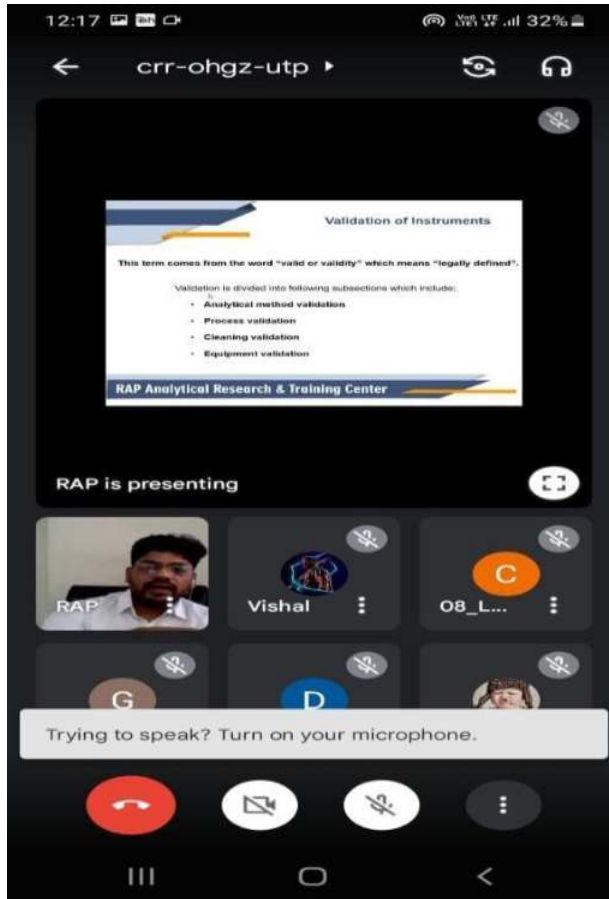 12:17 32%
crr-ohgz-utp
Validation of Instruments
This term comes from the word “valid or validity” which means “legally defined”.
Validation is divided into following subsections which include:
• Analytical method validation
• Process validation
• Cleaning validation
• Equipment validation
RAP Analytical Research & Training Center
RAP is presenting
C
RAP Vishal 08_L...
G D
Trying to speak? Turn on your microphone.